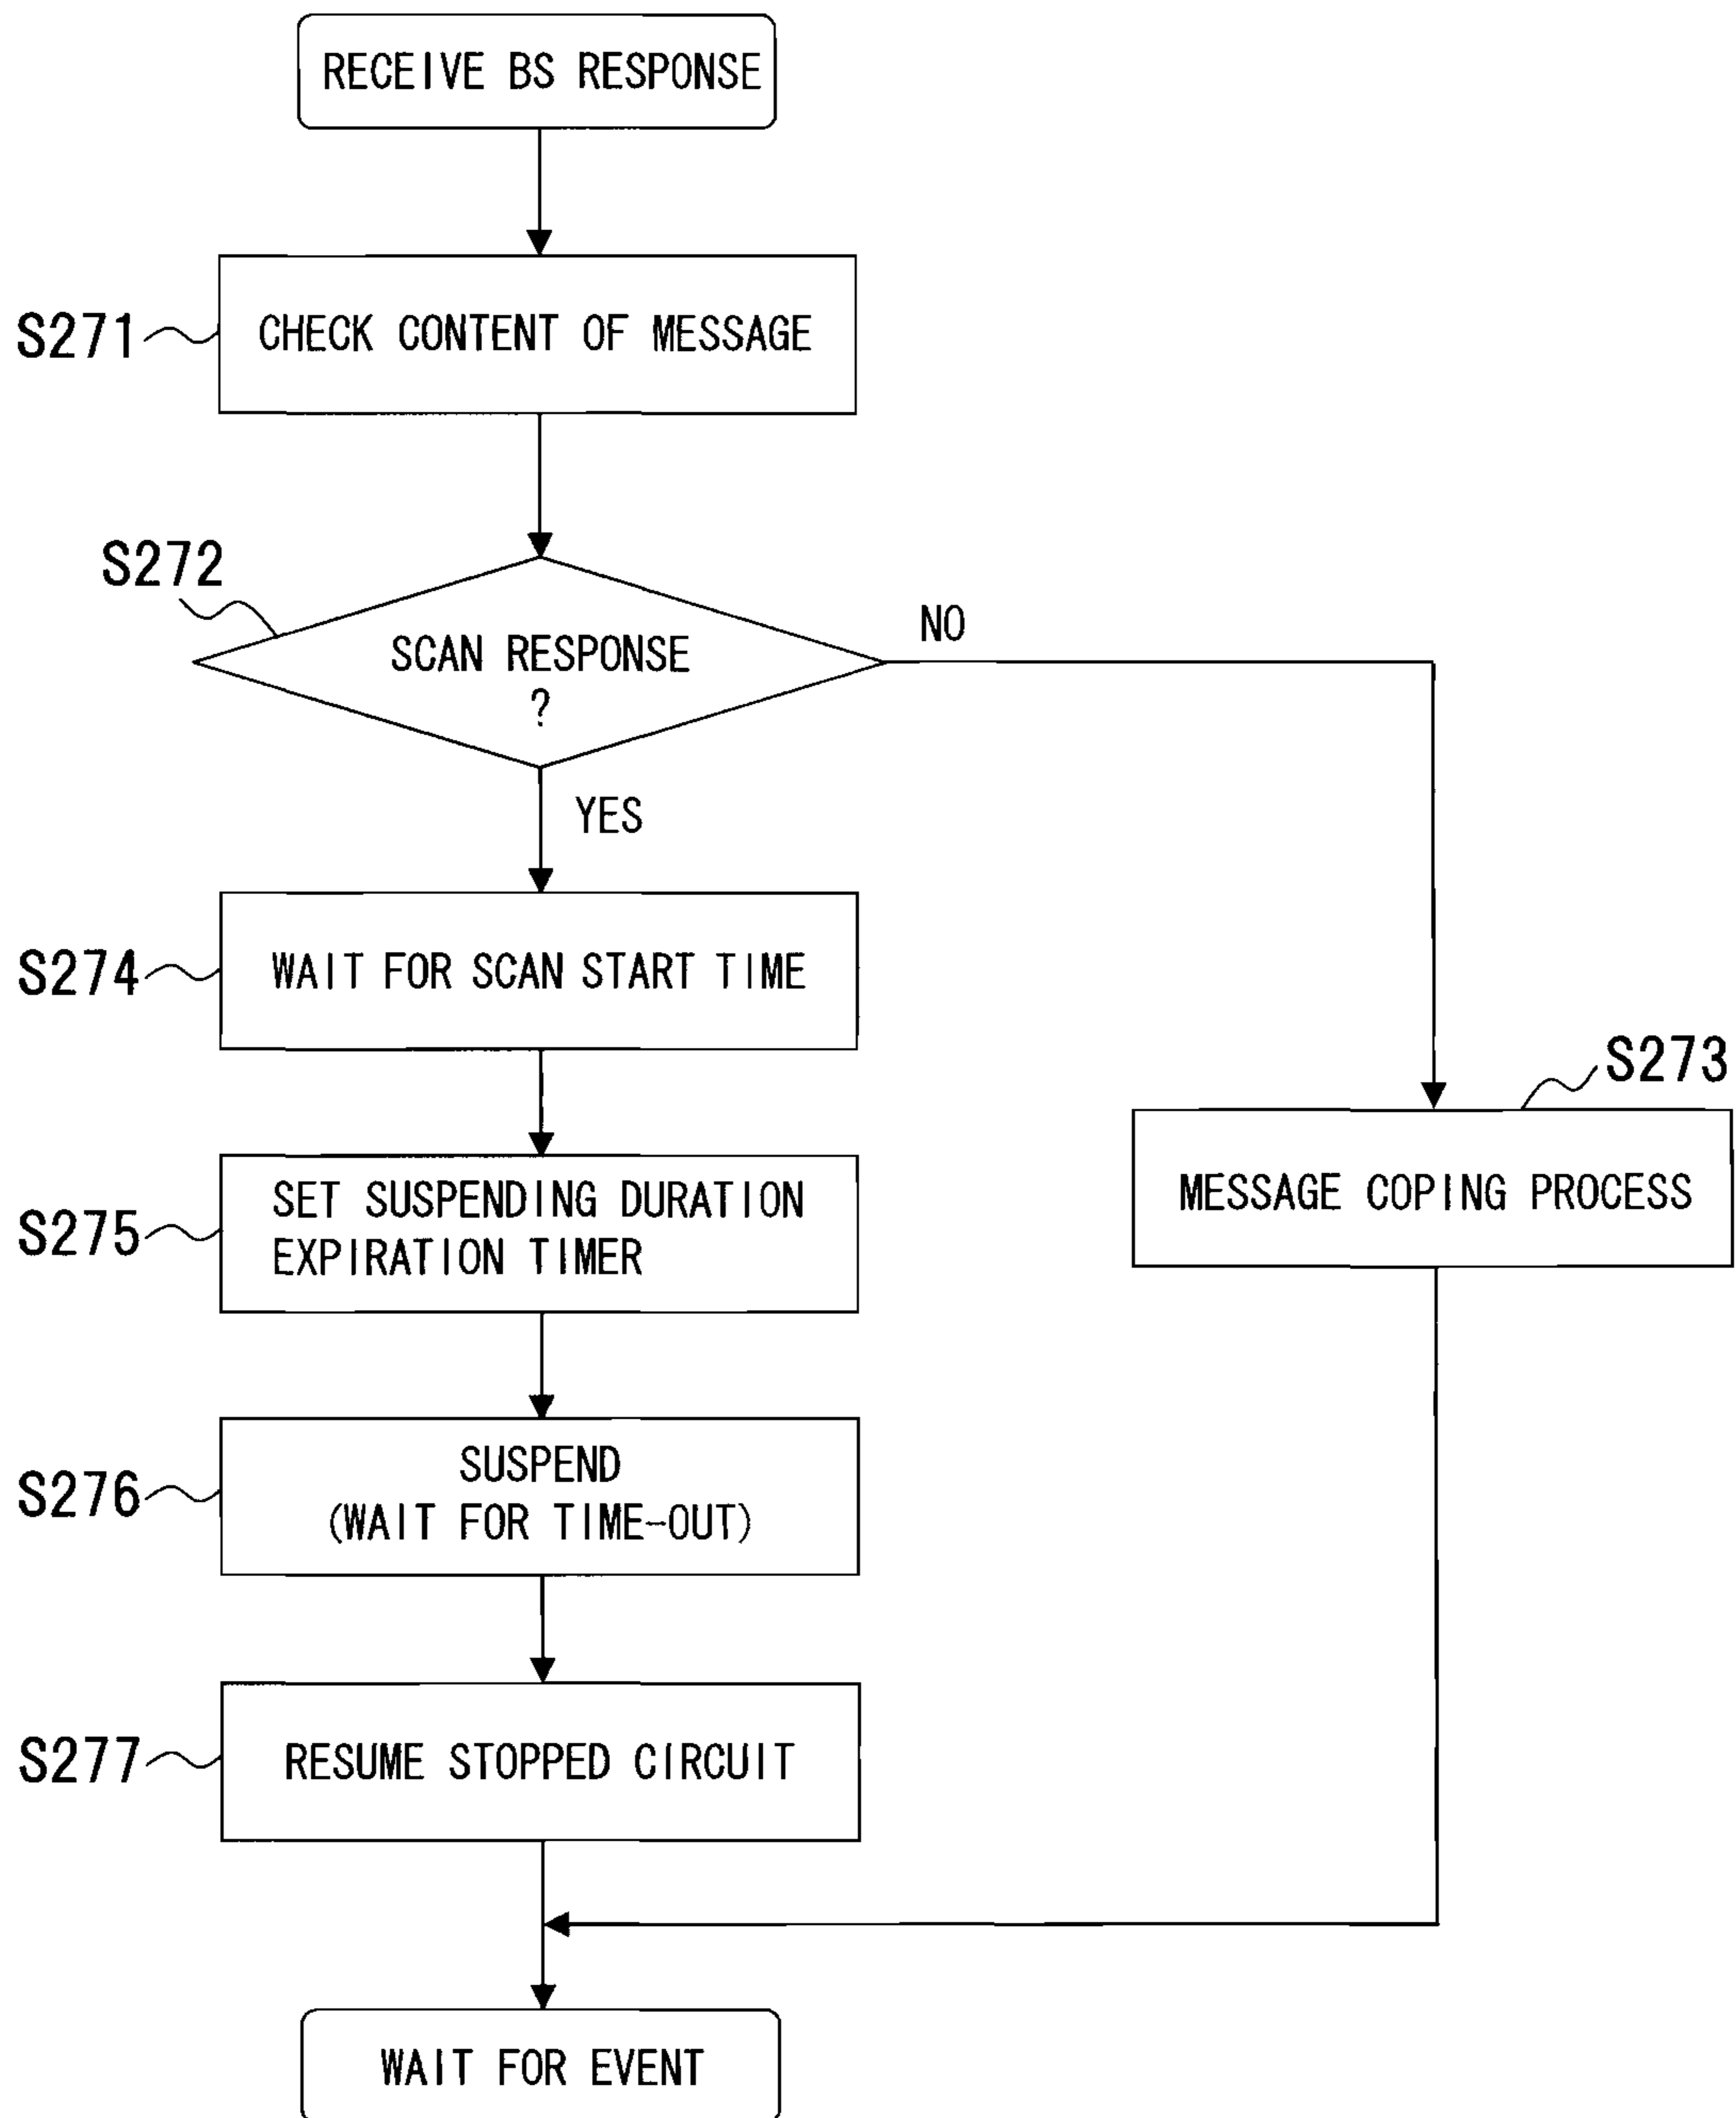 RECEIVE BS RESPONSE
S271
CHECK CONTENT OF MESSAGE
S272
SCAN RESPONSE
?
NO
YES
S274
WAIT FOR SCAN START TIME
S273
MESSAGE COPING PROCESS
S275
SET SUSPENDING DURATION
EXPIRATION TIMER
S276
SUSPEND
(WAIT FOR TIME-OUT)
S277
RESUME STOPPED CIRCUIT
WAIT FOR EVENT